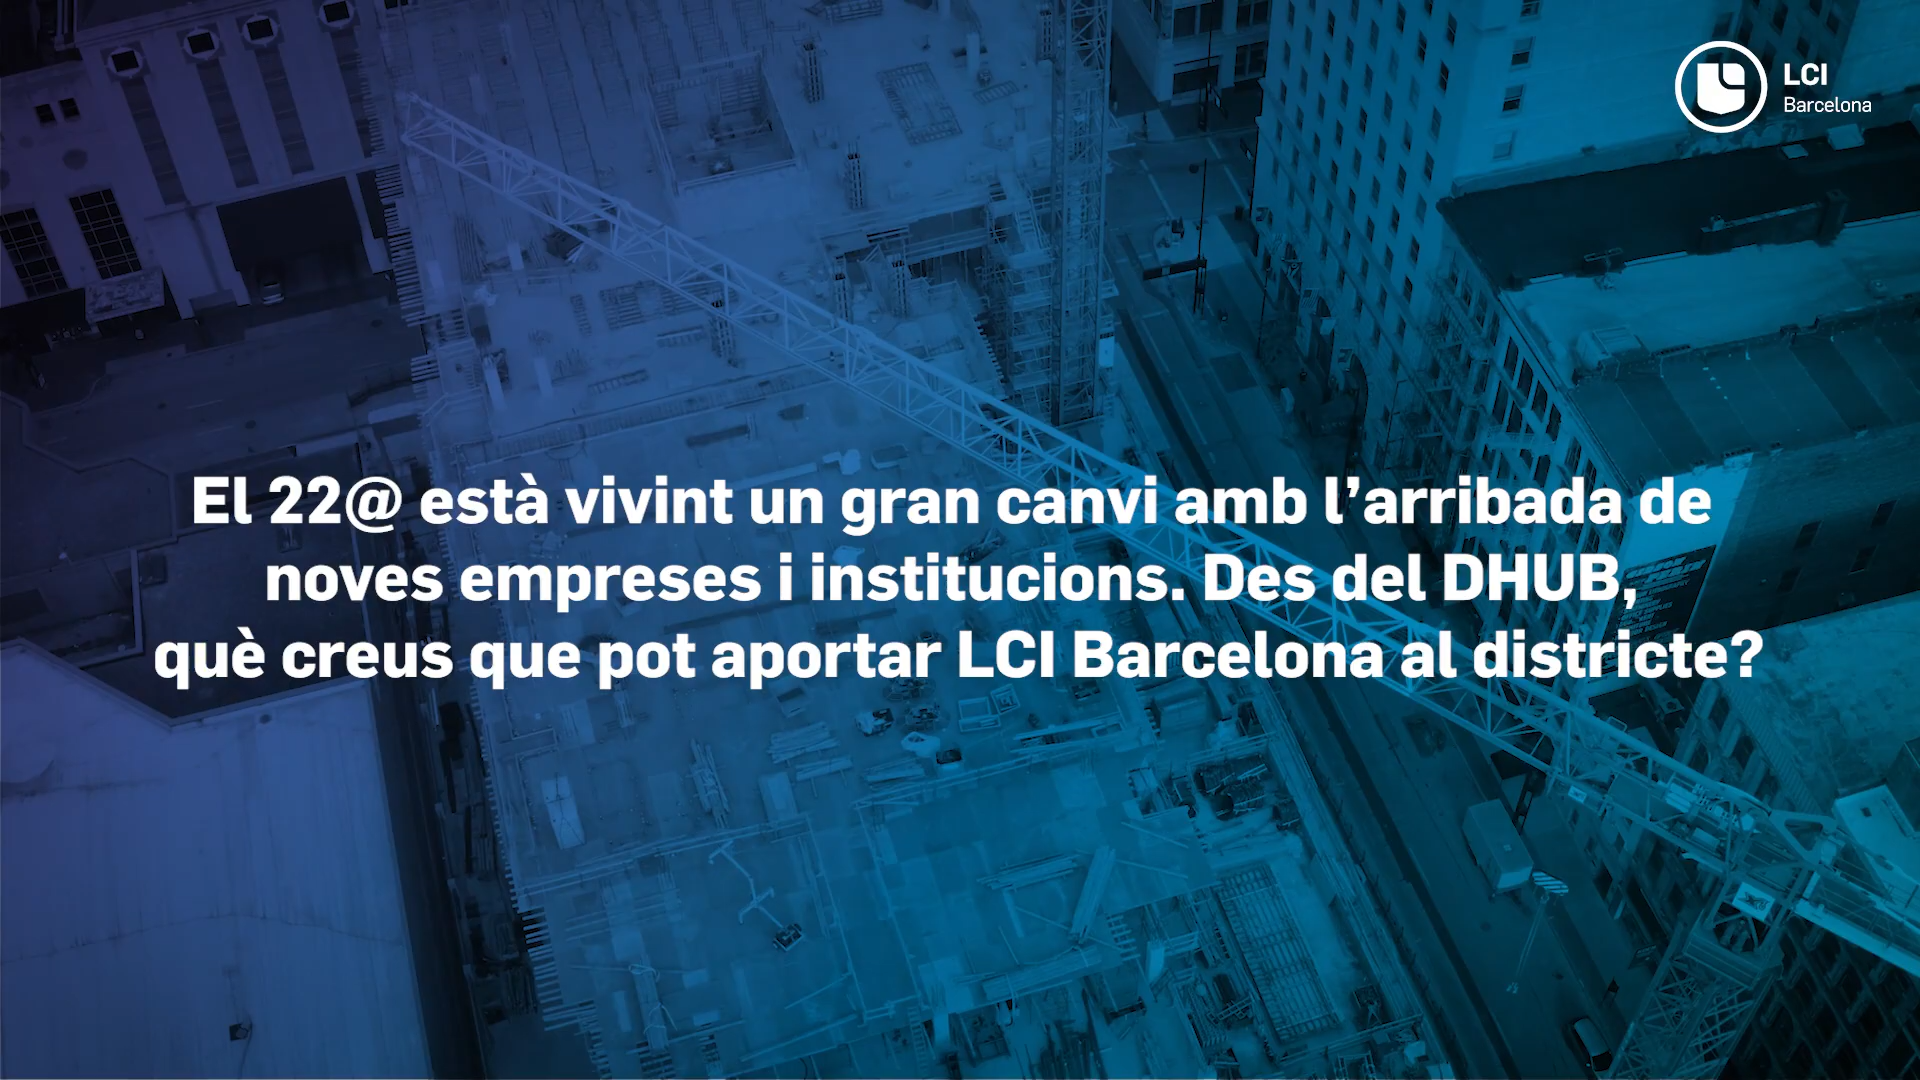 LCI
Barcelona
El 22@ està vivint un gran canvi amb l’arribada de
noves empreses i institucions. Des del DHUB,
què creus que pot aportar LCI Barcelona al districte?